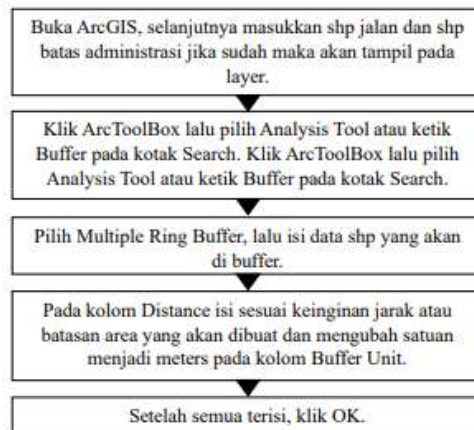 Buka ArcGIS, selanjutnya masukkan shp jalan dan shp
batas administrasi jika sudah maka akan tampil pada
layer.
Klik ArcToolBox lalu pilih Analysis Tool atau ketik
Buffer pada kotak Search. Klik ArcToolBox lalu pilih
Analysis Tool atau ketik Buffer pada kotak Search.
Pilih Multiple Ring Buffer, lalu isi data shp yang akan
di buffer.
Pada kolom Distance isi sesuai keinginan jarak atau
batasan area yang akan dibuat dan mengubah satuan
menjadi meters pada kolom Buffer Unit.
Setelah semua terisi, klik OK.